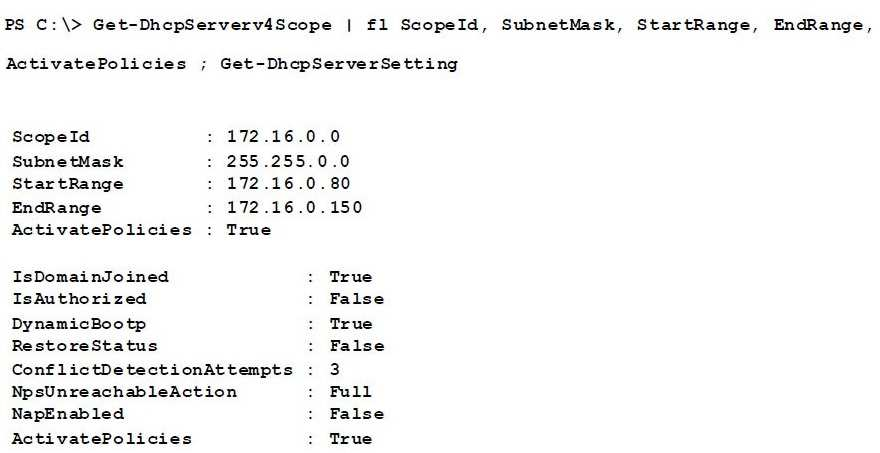 PS C:\> Get-DhcpServerv4Scope | fl ScopeId, SubnetMask, StartRange, EndRange,
ActivatePolicies ; Get-DhcpServerSetting
ScopeId : 172.16.0.0
SubnetMask : 255.255.0.0
StartRange : 172.16.0.80
EndRange : 172.16.0.150
ActivatePolicies : True
IsDomainJoined : True
IsAuthorized : False
DynamicBootp : True
RestoreStatus : False
ConflictDetectionAttempts : 3
NpsUnreachableAction : Full
NapEnabled : False
ActivatePolicies : True